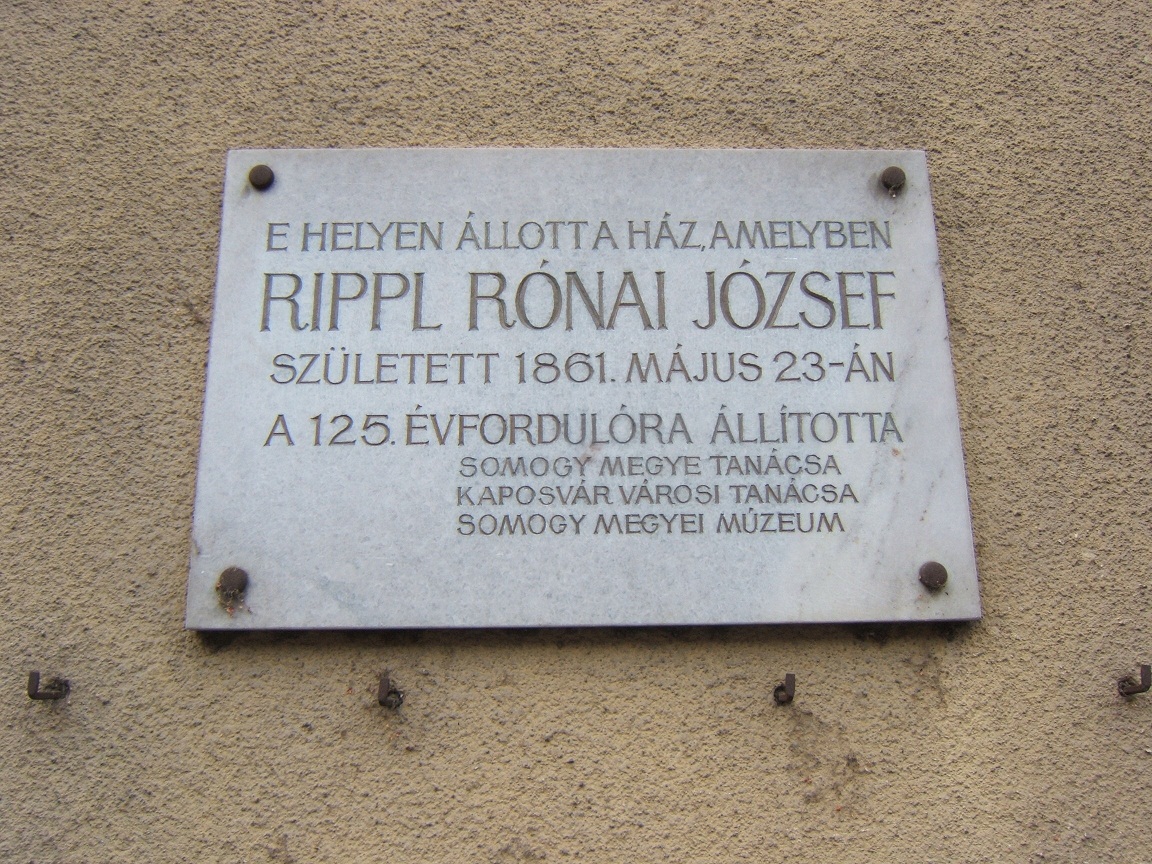 E HELYEN ÁLLOTT A HÁZ, AMELYBEN
RIPPL RÓNAI JÓZSEF
SZÜLETETT 1861. MÁJUS 23-ÁN
A 125. ÉVFORDULÓRA ÁLLÍTOTTA
SOMOGY MEGYE TANÁCSA
KAPOSVÁR VÁROSI TANÁCSA
SOMOGY MEGYEI MÚZEUM